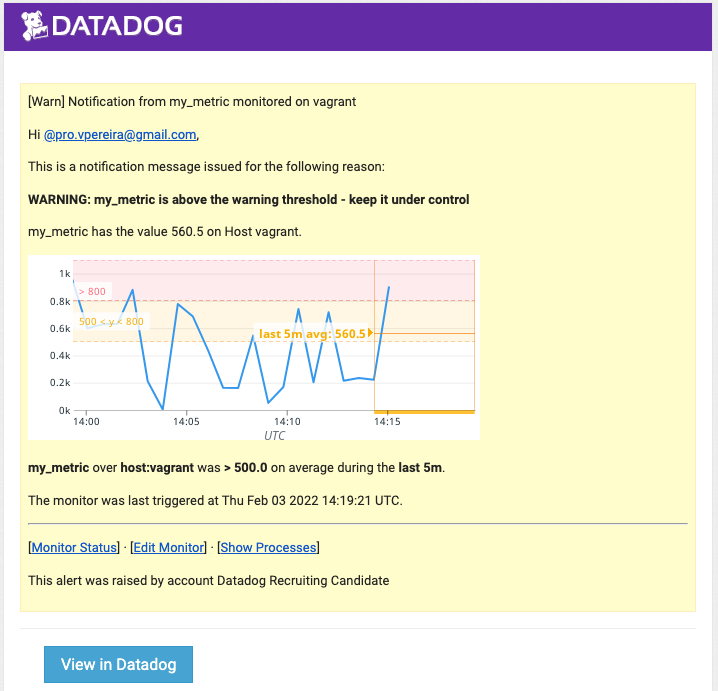 DATADOG
[Warn] Notification from my_metric monitored on vagrant
Hi @pro.vpereira@gmail.com,
This is a notification message issued for the following reason:
WARNING: my_metric is above the warning threshold - keep it under control
my_metric has the value 560.5 on Host vagrant.
1k
> 800
0.8k
500 < y < 800
0.6k
last 5m avg: 560.5
0.4k
0.2k
0k
14:00 14:05 14:10 14:15
UTC
my_metric over host:vagrant was > 500.0 on average during the last 5m.
The monitor was last triggered at Thu Feb 03 2022 14:19:21 UTC.
[Monitor Status] · [Edit Monitor] · [Show Processes]
This alert was raised by account Datadog Recruiting Candidate
View in Datadog